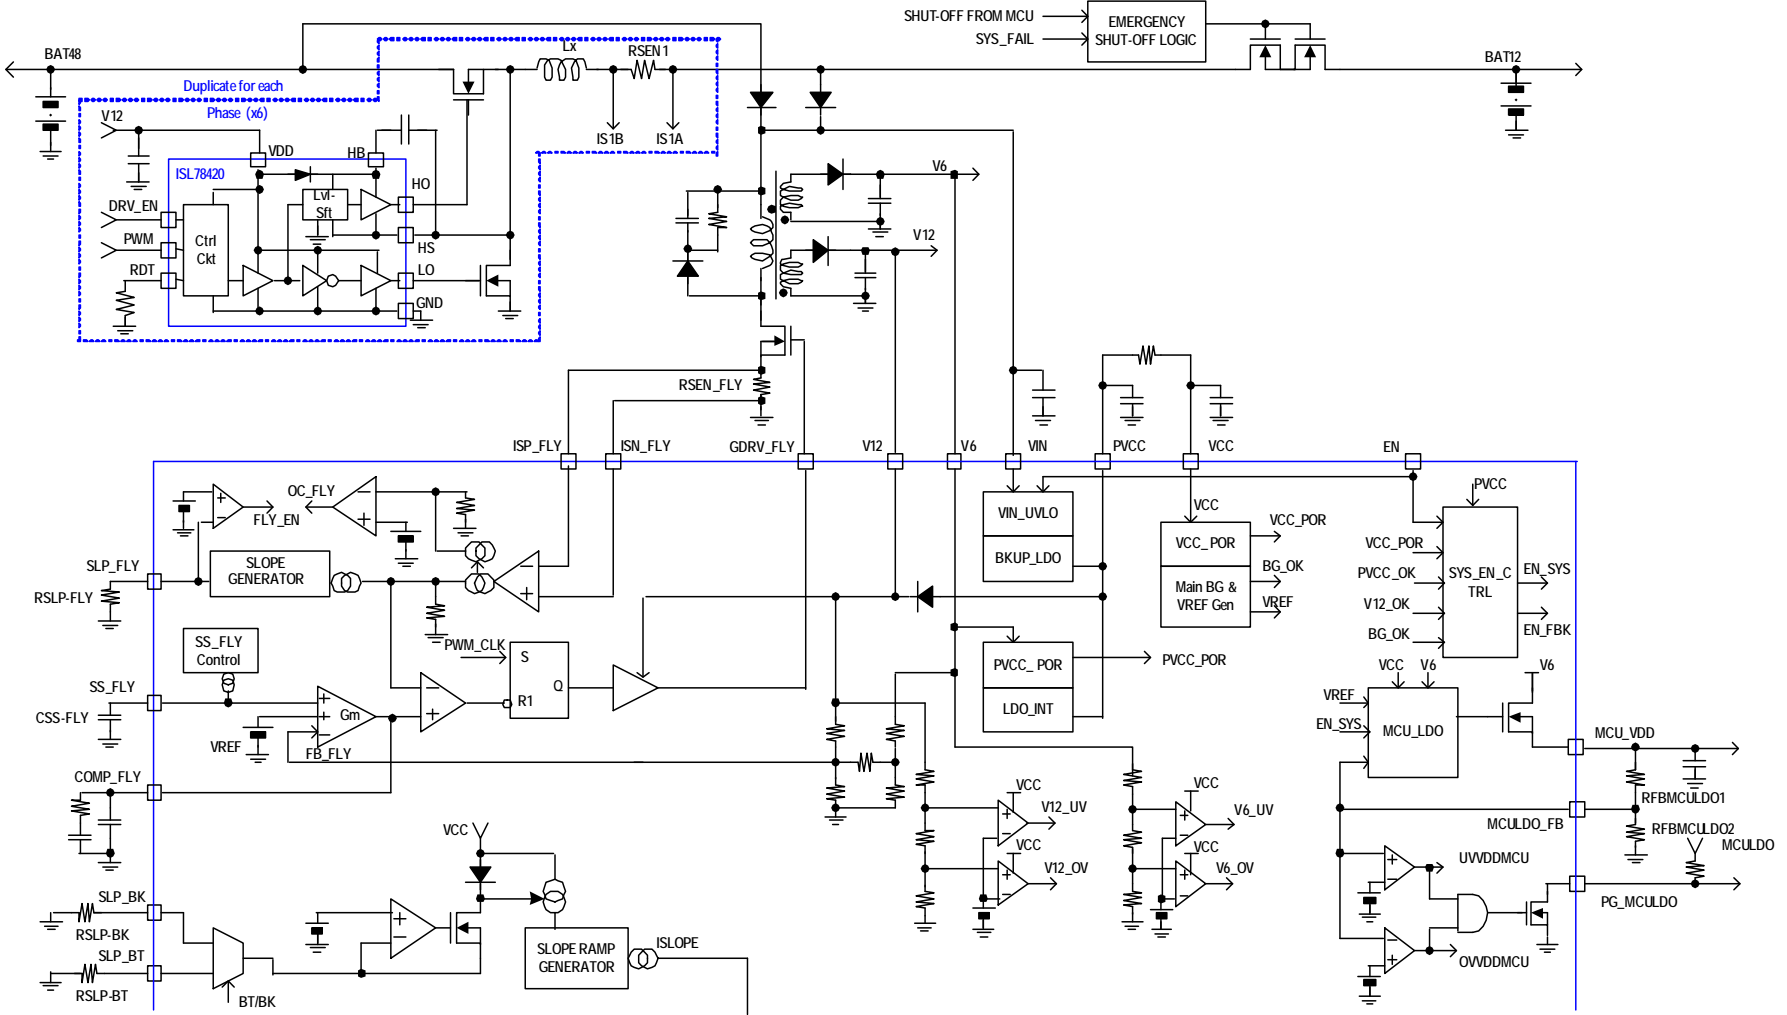 SHUT-OFF FROM MCU
SYS_FAIL
EMERGENCY
SHUT-OFF LOGIC
BAT48
Lx
RSEN1
BAT12
Duplicate for each
Phase (x6)
V12
IS1B
IS1A
VDD
HB
ISL78420
HO
Lvl-
Sft
DRV_EN
PWM
RDT
Ctrl
Ckt
HS
LO
GND
V6
V12
RSEN_FLY
ISP_FLY
ISN_FLY
GDRV_FLY
V12
V6
VIN
PVCC
VCC
EN
OC_FLY
FLY_EN
+
-
-
+
SLP_FLY
RSLP-FLY
SLOPE
GENERATOR
-
+
VIN_UVLO
BKUP_LDO
VCC
VCC_POR
Main BG &
VREF Gen
VCC_POR
BG_OK
VREF
PVCC
VCC_POR
PVCC_OK
V12_OK
BG_OK
SYS_EN_C
TRL
EN_SYS
EN_FBK
SS_FLY
Control
PWM_CLK
S
Q
R1
PVCC_ POR
LDO_INT
PVCC_POR
SS_FLY
CSS-FLY
+
+
-
Gm
-
+
VREF
FB_FLY
VCC
V6
V6
VREF
EN_SYS
MCU_LDO
MCU_VDD
COMP_FLY
VCC
+
-
V12_UV
VCC
+
-
V12_OV
VCC
+
-
V6_UV
VCC
+
-
V6_OV
RFBMCULDO1
MCULDO_FB
RFBMCULDO2
MCULDO
+
-
UVVDDMCU
PG_MCULDO
-
+
OVVDDMCU
VCC
SLP_BK
RSLP-BK
SLP_BT
RSLP-BT
BT/BK
+
-
SLOPE RAMP
GENERATOR
ISLOPE